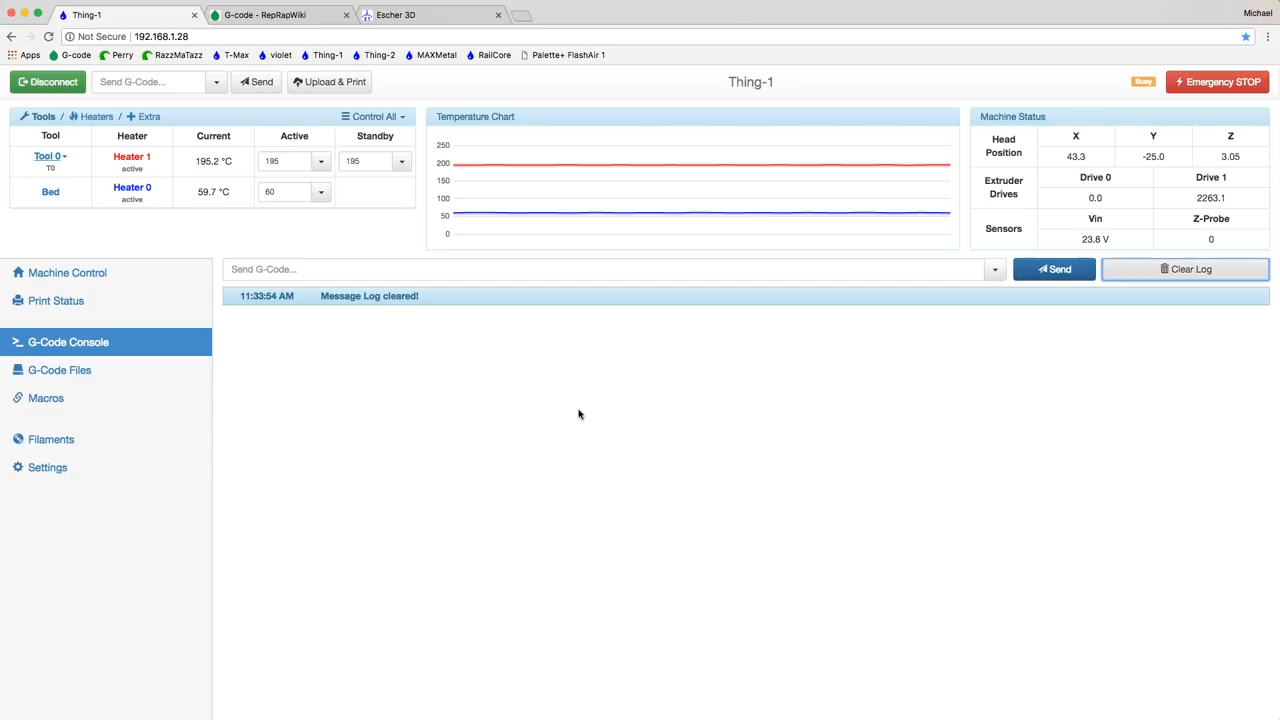 Thing-1
G-code - RepRapWiki
Escher 3D
Michael
Not Secure
192.168.1.28
Apps
G-code
Perry
RazzMaTazz
T-Max
violet
Thing-1
Thing-2
MAXMetal
RailCore
Palette+ FlashAir 1
Disconnect
Send G-Code...
Send
Upload & Print
Thing-1
Busy
Emergency STOP
Tools / Heaters / Extra
Control All
Tool Heater Current Active Standby
Tool 0 Heater 1 195.2 °C 195 195
T0 active
Bed Heater 0 59.7 °C 60
active
Temperature Chart
250
200
150
100
50
0
Machine Status
Head Position
X Y Z
43.3 -25.0 3.05
Extruder Drives
Drive 0 Drive 1
0.0 2263.1
Sensors
Vin Z-Probe
23.8 V 0
Machine Control
Print Status
G-Code Console
G-Code Files
Macros
Filaments
Settings
Send G-Code...
Send
Clear Log
11:33:54 AM Message Log cleared!